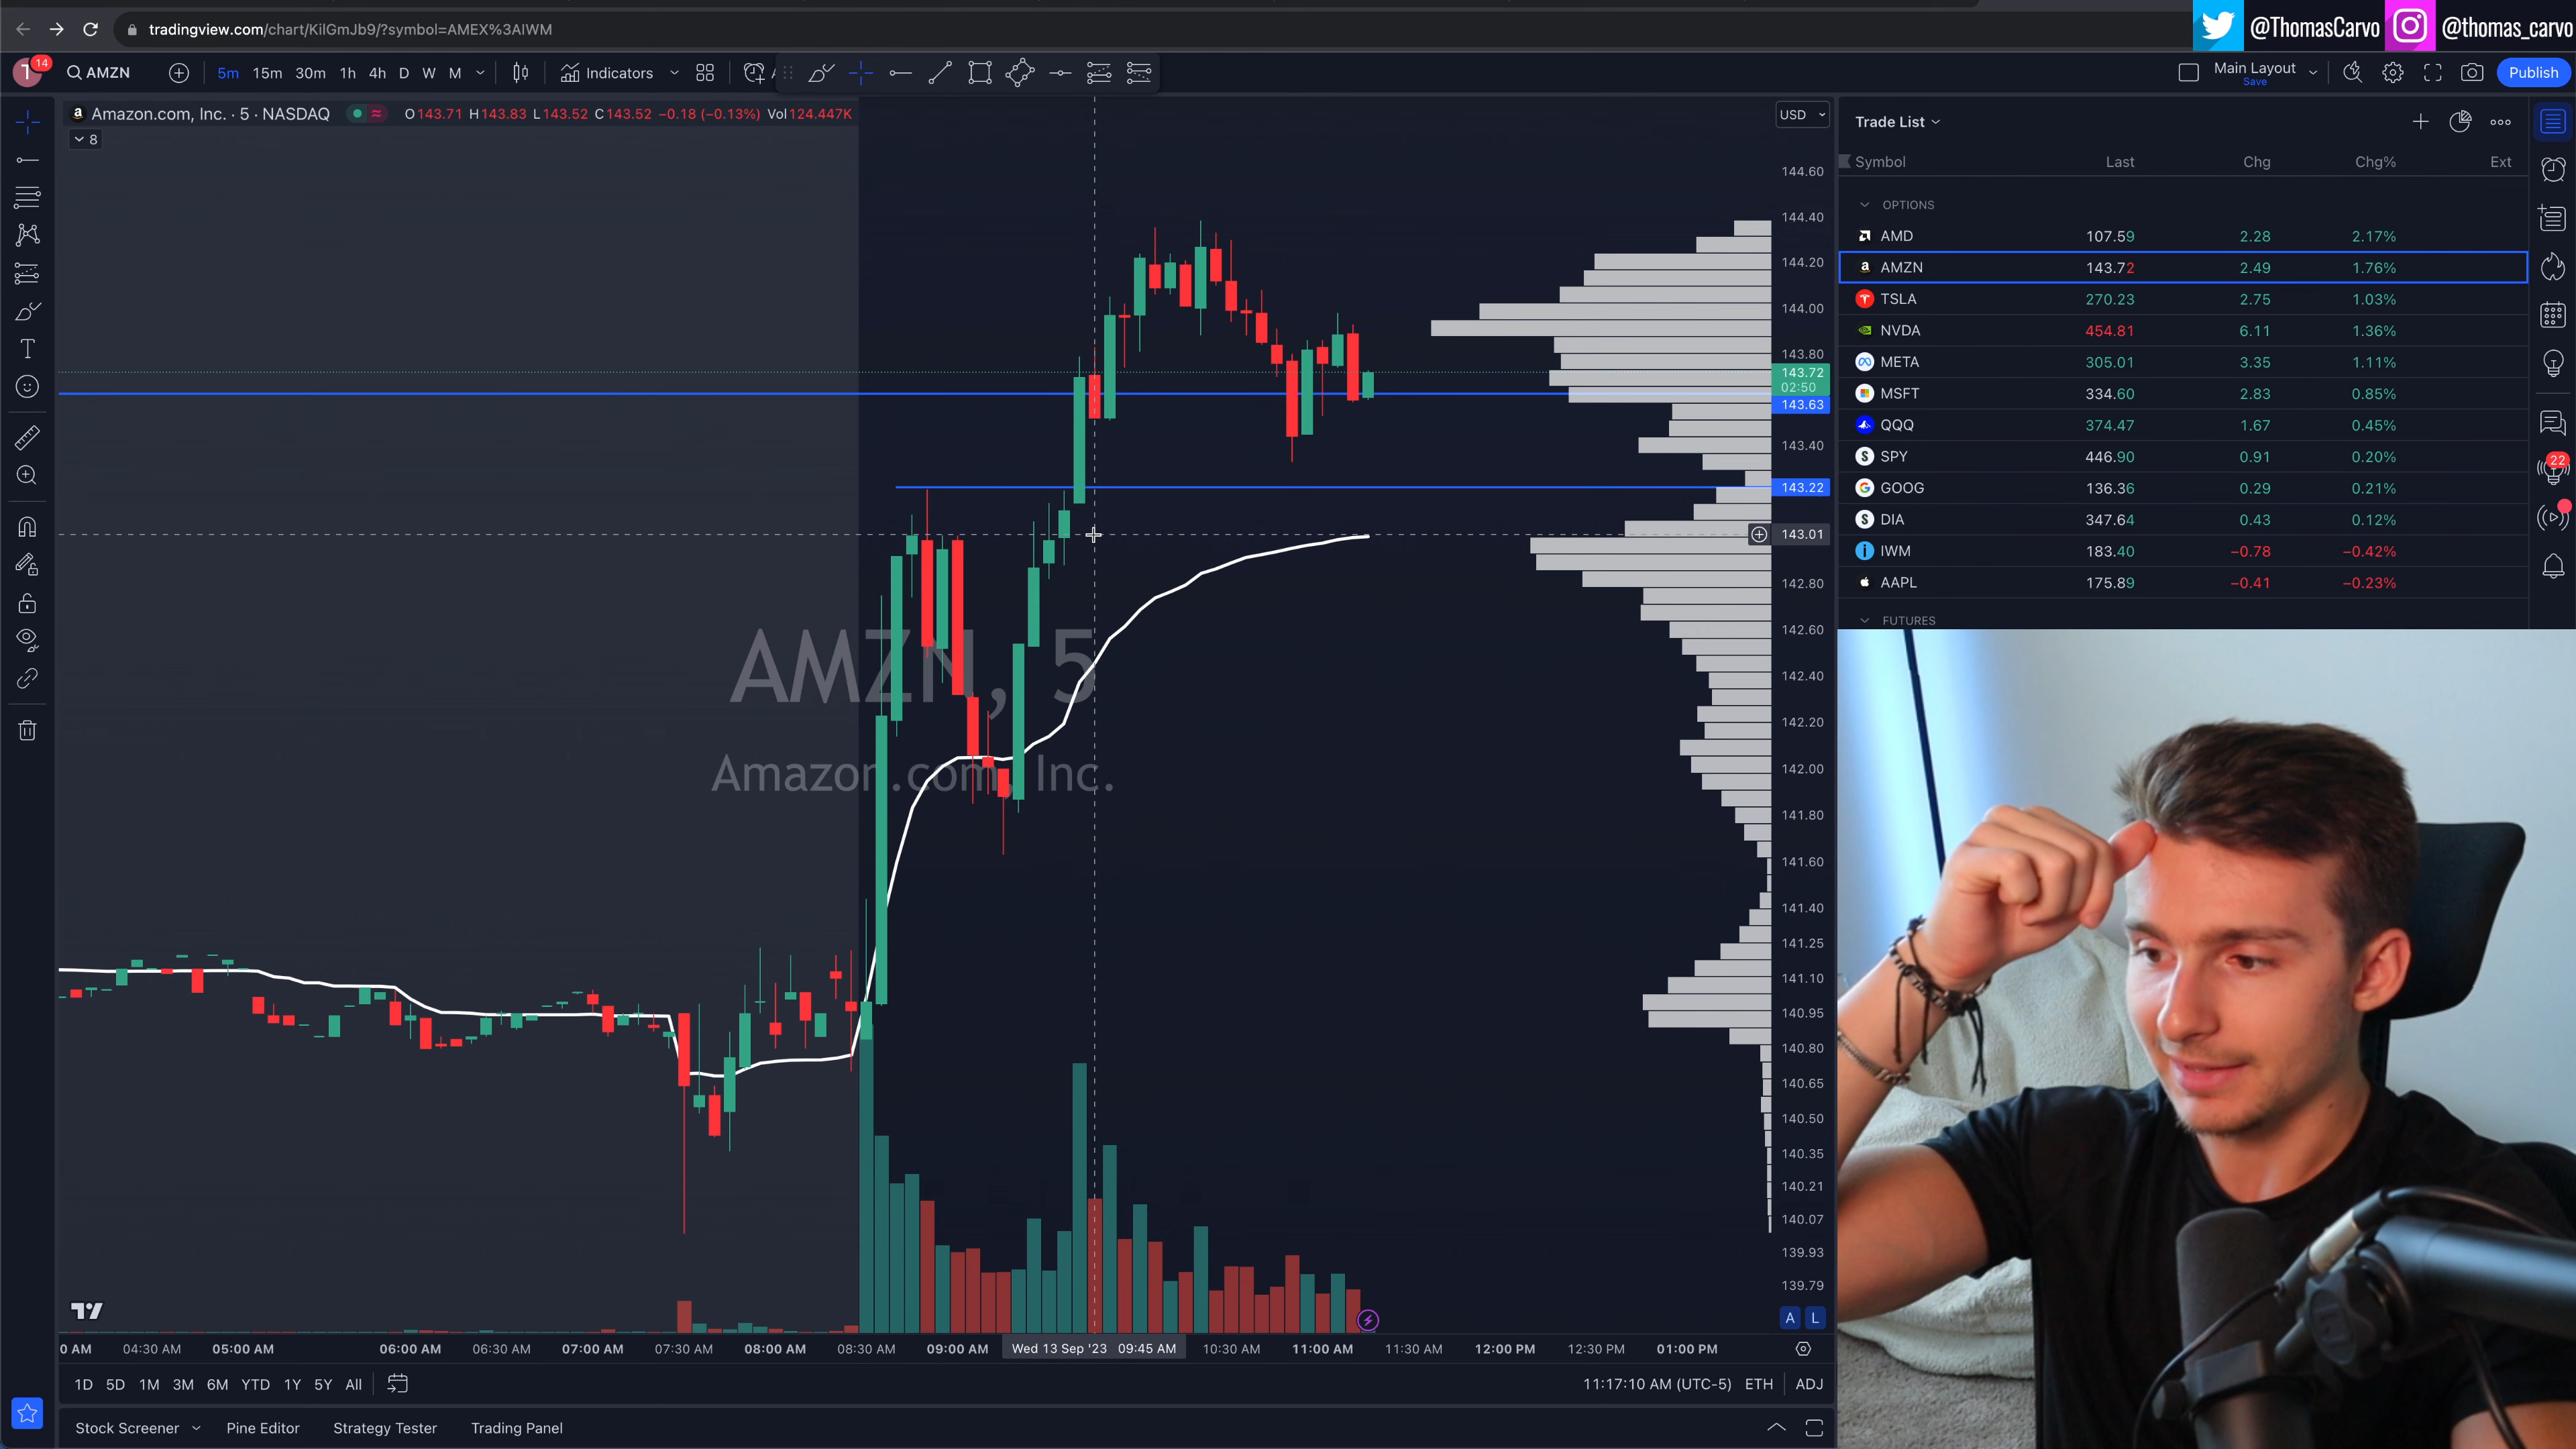 tradingview.com/chart/KilGmJb9/?symbol=AMEX%3AIWM
@ThomasCarvo @thomas_carvo
14
AMZN 5m 15m 30m 1h 4h D W M Indicators
Main Layout
Save
Publish
Amazon.com, Inc. · 5 · NASDAQ O143.71 H143.83 L143.52 C143.52 −0.18 (−0.13%) Vol124.447K
8
USD
144.60
144.40
144.20
144.00
143.80
143.72
02:50
143.63
143.40
143.22
143.01
142.80
142.60
142.40
142.20
142.00
141.80
141.60
141.40
141.25
141.10
140.95
140.80
140.65
140.50
140.35
140.21
140.07
139.93
139.79
A L
AMZN, 5
Amazon.com, Inc.
0 AM 04:30 AM 05:00 AM 06:00 AM 06:30 AM 07:00 AM 07:30 AM 08:00 AM 08:30 AM 09:00 AM Wed 13 Sep '23 09:45 AM 10:30 AM 11:00 AM 11:30 AM 12:00 PM 12:30 PM 01:00 PM
1D 5D 1M 3M 6M YTD 1Y 5Y All
11:17:10 AM (UTC-5) ETH ADJ
Stock Screener Pine Editor Strategy Tester Trading Panel
Trade List
Symbol Last Chg Chg% Ext
OPTIONS
AMD 107.59 2.28 2.17%
AMZN 143.72 2.49 1.76%
TSLA 270.23 2.75 1.03%
NVDA 454.81 6.11 1.36%
META 305.01 3.35 1.11%
MSFT 334.60 2.83 0.85%
QQQ 374.47 1.67 0.45%
SPY 446.90 0.91 0.20%
GOOG 136.36 0.29 0.21%
DIA 347.64 0.43 0.12%
IWM 183.40 −0.78 −0.42%
AAPL 175.89 −0.41 −0.23%
FUTURES
22